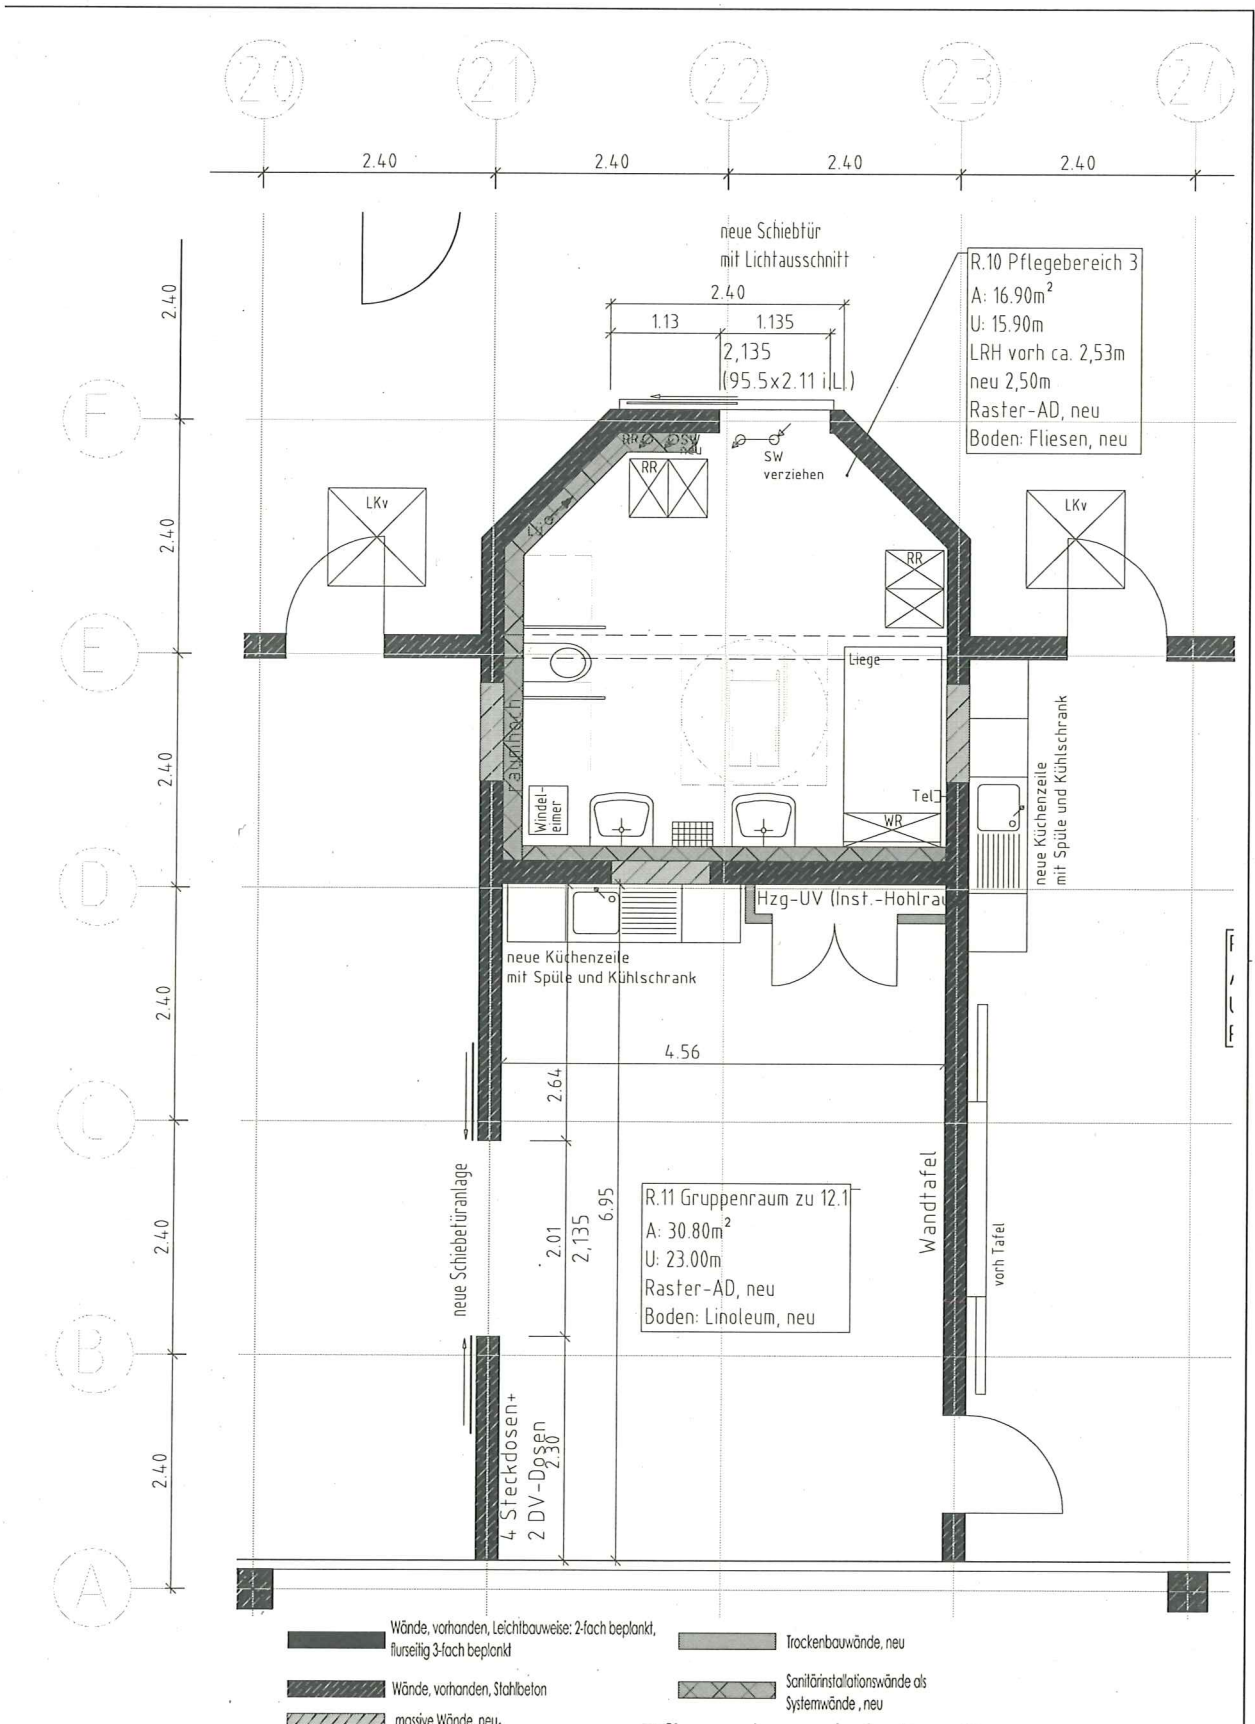 20
21
22
23
24
2.40
2.40
2.40
2.40
neue Schiebtür
mit Lichtausschnitt
2.40
1.13
1.135
2,135
(95.5x2.11 i.L.)
R.10 Pflegebereich 3
A: 16.90m²
U: 15.90m
LRH vorh ca. 2,53m
neu 2,50m
Raster-AD, neu
Boden: Fliesen, neu
2.40
F
RR
SW
neu
SW
verziehen
RR
LKv
LKv
LÜ
RR
2.40
E
Liege
raumhoch
2.40
Windel-
eimer
Tel
WR
neue Küchenzeile
mit Spüle und Kühlschrank
D
Hzg-UV (Inst.-Hohlrau
neue Küchenzeile
mit Spüle und Kühlschrank
2.40
4.56
2.64
C
neue Schiebetüranlage
2.40
2.01
2,135
6.95
R.11 Gruppenraum zu 12.1
A: 30.80m²
U: 23.00m
Raster-AD, neu
Boden: Linoleum, neu
Wandtafel
vorh Tafel
B
2.40
4 Steckdosen+
2 DV-Dosen
2.30
A
Wände, vorhanden, Leichtbauweise: 2-fach beplankt,
flurseitig 3-fach beplankt
Trockenbauwände, neu
Wände, vorhanden, Stahlbeton
Sanitärinstallationswände als
Systemwände, neu
massive Wände, neu,